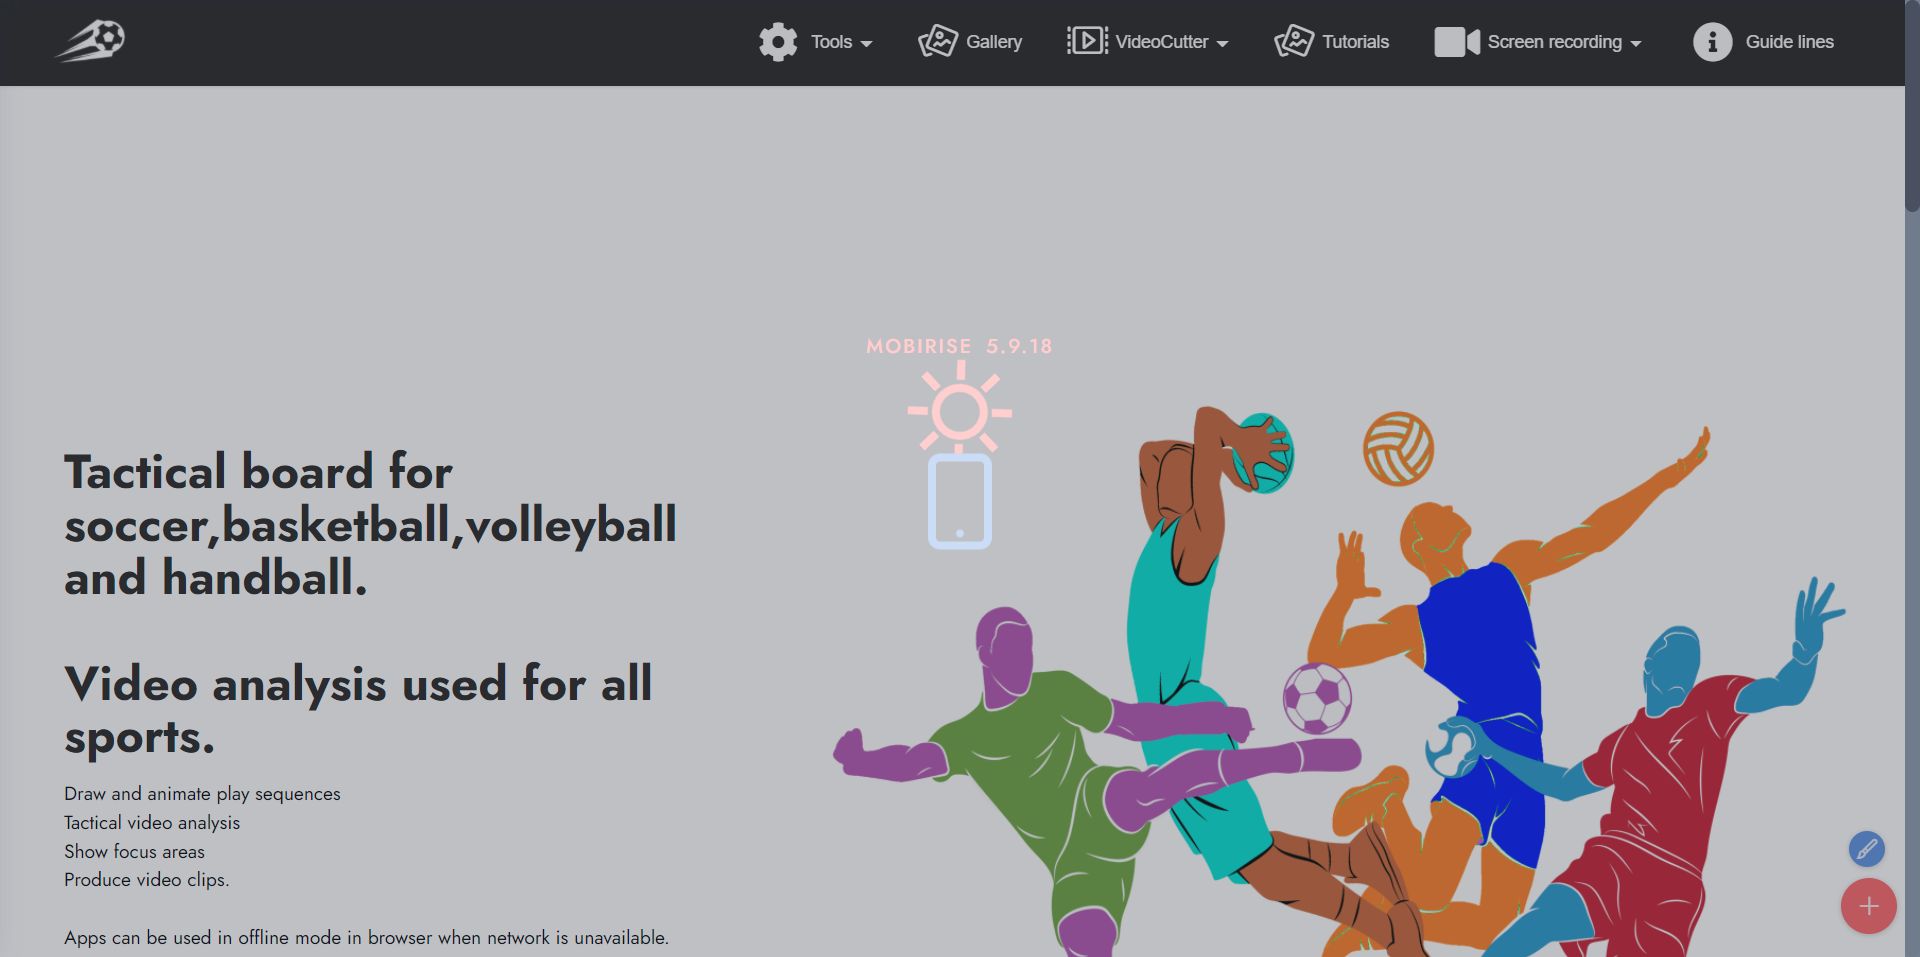 Tools
Gallery
VideoCutter
Tutorials
Screen recording
Guide lines
MOBIRISE 5.9.18
Tactical board for
soccer,basketball,volleyball
and handball.
Video analysis used for all
sports.
Draw and animate play sequences
Tactical video analysis
Show focus areas
Produce video clips.
Apps can be used in offline mode in browser when network is unavailable.